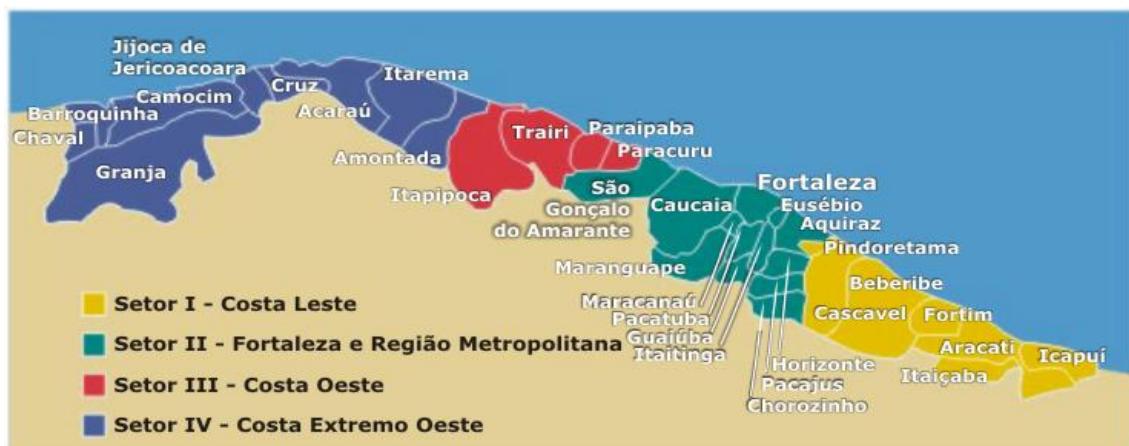 Jijoca de
Jericoacoara
Cruz
Itarema
Camocim
Barroquinha
Acaraú
Chaval
Granja
Amontada
Itapipoca
Trairi
Paraipaba
Paracuru
São
Gonçalo
do Amarante
Caucaia
Fortaleza
Eusébio
Aquiraz
Pindoretama
Maranguape
Maracanaú
Pacatuba
Guaiúba
Itaitinga
Horizonte
Pacajus
Chorozinho
Beberibe
Cascavel
Fortim
Aracati
Icapuí
Itaiçaba
Setor I - Costa Leste
Setor II - Fortaleza e Região Metropolitana
Setor III - Costa Oeste
Setor IV - Costa Extremo Oeste